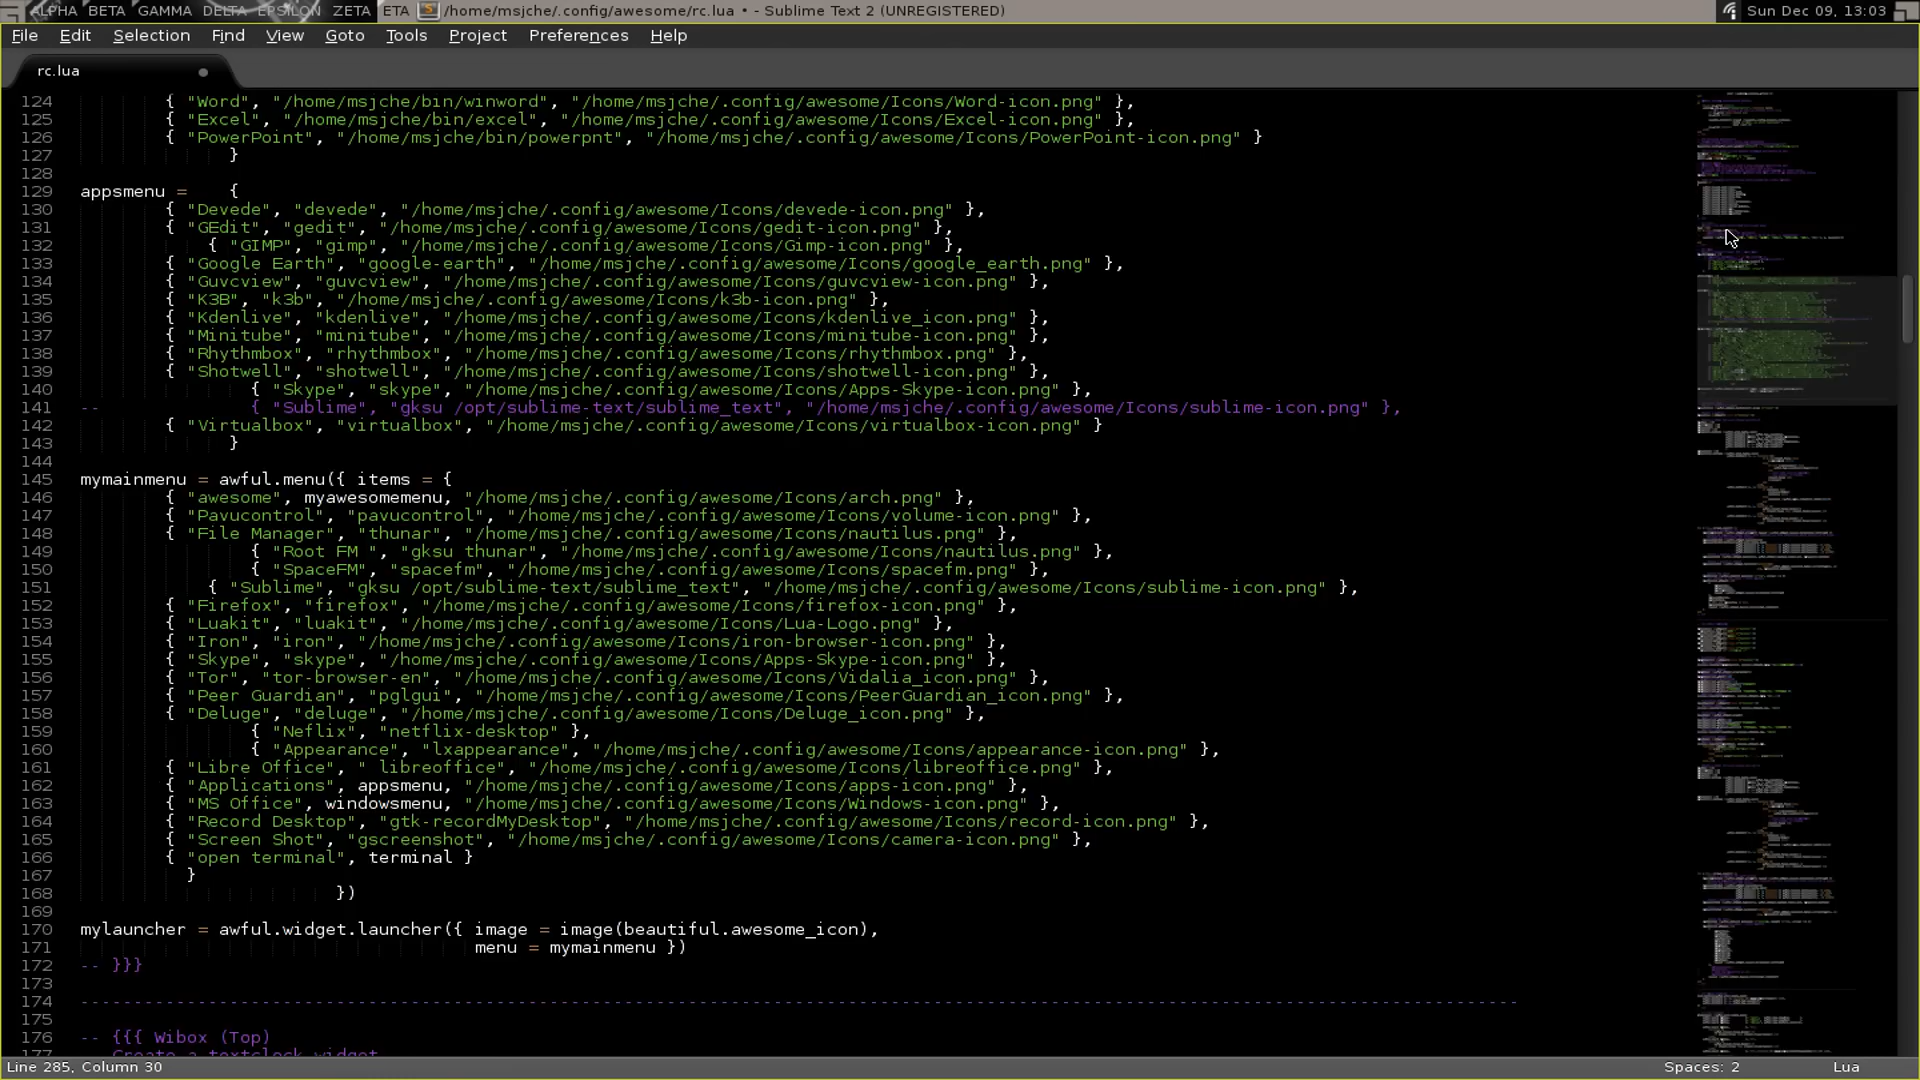 ALPHA BETA GAMMA DELTA EPSILON ZETA ETA /home/msjche/.config/awesome/rc.lua • - Sublime Text 2 (UNREGISTERED) Sun Dec 09, 13:03
File Edit Selection Find View Goto Tools Project Preferences Help
rc.lua
124 { "Word", "/home/msjche/bin/winword", "/home/msjche/.config/awesome/Icons/Word-icon.png" },
125 { "Excel", "/home/msjche/bin/excel", "/home/msjche/.config/awesome/Icons/Excel-icon.png" },
126 { "PowerPoint", "/home/msjche/bin/powerpnt", "/home/msjche/.config/awesome/Icons/PowerPoint-icon.png" }
127 }
128
129 appsmenu = {
130 { "Devede", "devede", "/home/msjche/.config/awesome/Icons/devede-icon.png" },
131 { "GEdit", "gedit", "/home/msjche/.config/awesome/Icons/gedit-icon.png" },
132 { "GIMP", "gimp", "/home/msjche/.config/awesome/Icons/Gimp-icon.png" },
133 { "Google Earth", "google-earth", "/home/msjche/.config/awesome/Icons/google_earth.png" },
134 { "Guvcview", "guvcview", "/home/msjche/.config/awesome/Icons/guvcview-icon.png" },
135 { "K3B", "k3b", "/home/msjche/.config/awesome/Icons/k3b-icon.png" },
136 { "Kdenlive", "kdenlive", "/home/msjche/.config/awesome/Icons/kdenlive_icon.png" },
137 { "Minitube", "minitube", "/home/msjche/.config/awesome/Icons/minitube-icon.png" },
138 { "Rhythmbox", "rhythmbox", "/home/msjche/.config/awesome/Icons/rhythmbox.png" },
139 { "Shotwell", "shotwell", "/home/msjche/.config/awesome/Icons/shotwell-icon.png" },
140 { "Skype", "skype", "/home/msjche/.config/awesome/Icons/Apps-Skype-icon.png" },
141 -- { "Sublime", "gksu /opt/sublime-text/sublime_text", "/home/msjche/.config/awesome/Icons/sublime-icon.png" },
142 { "Virtualbox", "virtualbox", "/home/msjche/.config/awesome/Icons/virtualbox-icon.png" }
143 }
144
145 mymainmenu = awful.menu({ items = {
146 { "awesome", myawesomemenu, "/home/msjche/.config/awesome/Icons/arch.png" },
147 { "Pavucontrol", "pavucontrol", "/home/msjche/.config/awesome/Icons/volume-icon.png" },
148 { "File Manager", "thunar", "/home/msjche/.config/awesome/Icons/nautilus.png" },
149 { "Root FM ", "gksu thunar", "/home/msjche/.config/awesome/Icons/nautilus.png" },
150 { "SpaceFM", "spacefm", "/home/msjche/.config/awesome/Icons/spacefm.png" },
151 { "Sublime", "gksu /opt/sublime-text/sublime_text", "/home/msjche/.config/awesome/Icons/sublime-icon.png" },
152 { "Firefox", "firefox", "/home/msjche/.config/awesome/Icons/firefox-icon.png" },
153 { "Luakit", "luakit", "/home/msjche/.config/awesome/Icons/Lua-Logo.png" },
154 { "Iron", "iron", "/home/msjche/.config/awesome/Icons/iron-browser-icon.png" },
155 { "Skype", "skype", "/home/msjche/.config/awesome/Icons/Apps-Skype-icon.png" },
156 { "Tor", "tor-browser-en", "/home/msjche/.config/awesome/Icons/Vidalia_icon.png" },
157 { "Peer Guardian", "pglgui", "/home/msjche/.config/awesome/Icons/PeerGuardian_icon.png" },
158 { "Deluge", "deluge", "/home/msjche/.config/awesome/Icons/Deluge_icon.png" },
159 { "Neflix", "netflix-desktop" },
160 { "Appearance", "lxappearance", "/home/msjche/.config/awesome/Icons/appearance-icon.png" },
161 { "Libre Office", " libreoffice", "/home/msjche/.config/awesome/Icons/libreoffice.png" },
162 { "Applications", appsmenu, "/home/msjche/.config/awesome/Icons/apps-icon.png" },
163 { "MS Office", windowsmenu, "/home/msjche/.config/awesome/Icons/Windows-icon.png" },
164 { "Record Desktop", "gtk-recordMyDesktop", "/home/msjche/.config/awesome/Icons/record-icon.png" },
165 { "Screen Shot", "gscreenshot", "/home/msjche/.config/awesome/Icons/camera-icon.png" },
166 { "open terminal", terminal }
167 }
168 })
169
170 mylauncher = awful.widget.launcher({ image = image(beautiful.awesome_icon),
171 menu = mymainmenu })
172 -- }}}
173
174 ---------------------------------------------------------------------------------------------------------------------------------------
175
176 -- {{{ Wibox (Top)
177 -- Create a textclock widget
Line 285, Column 30 Spaces: 2 Lua